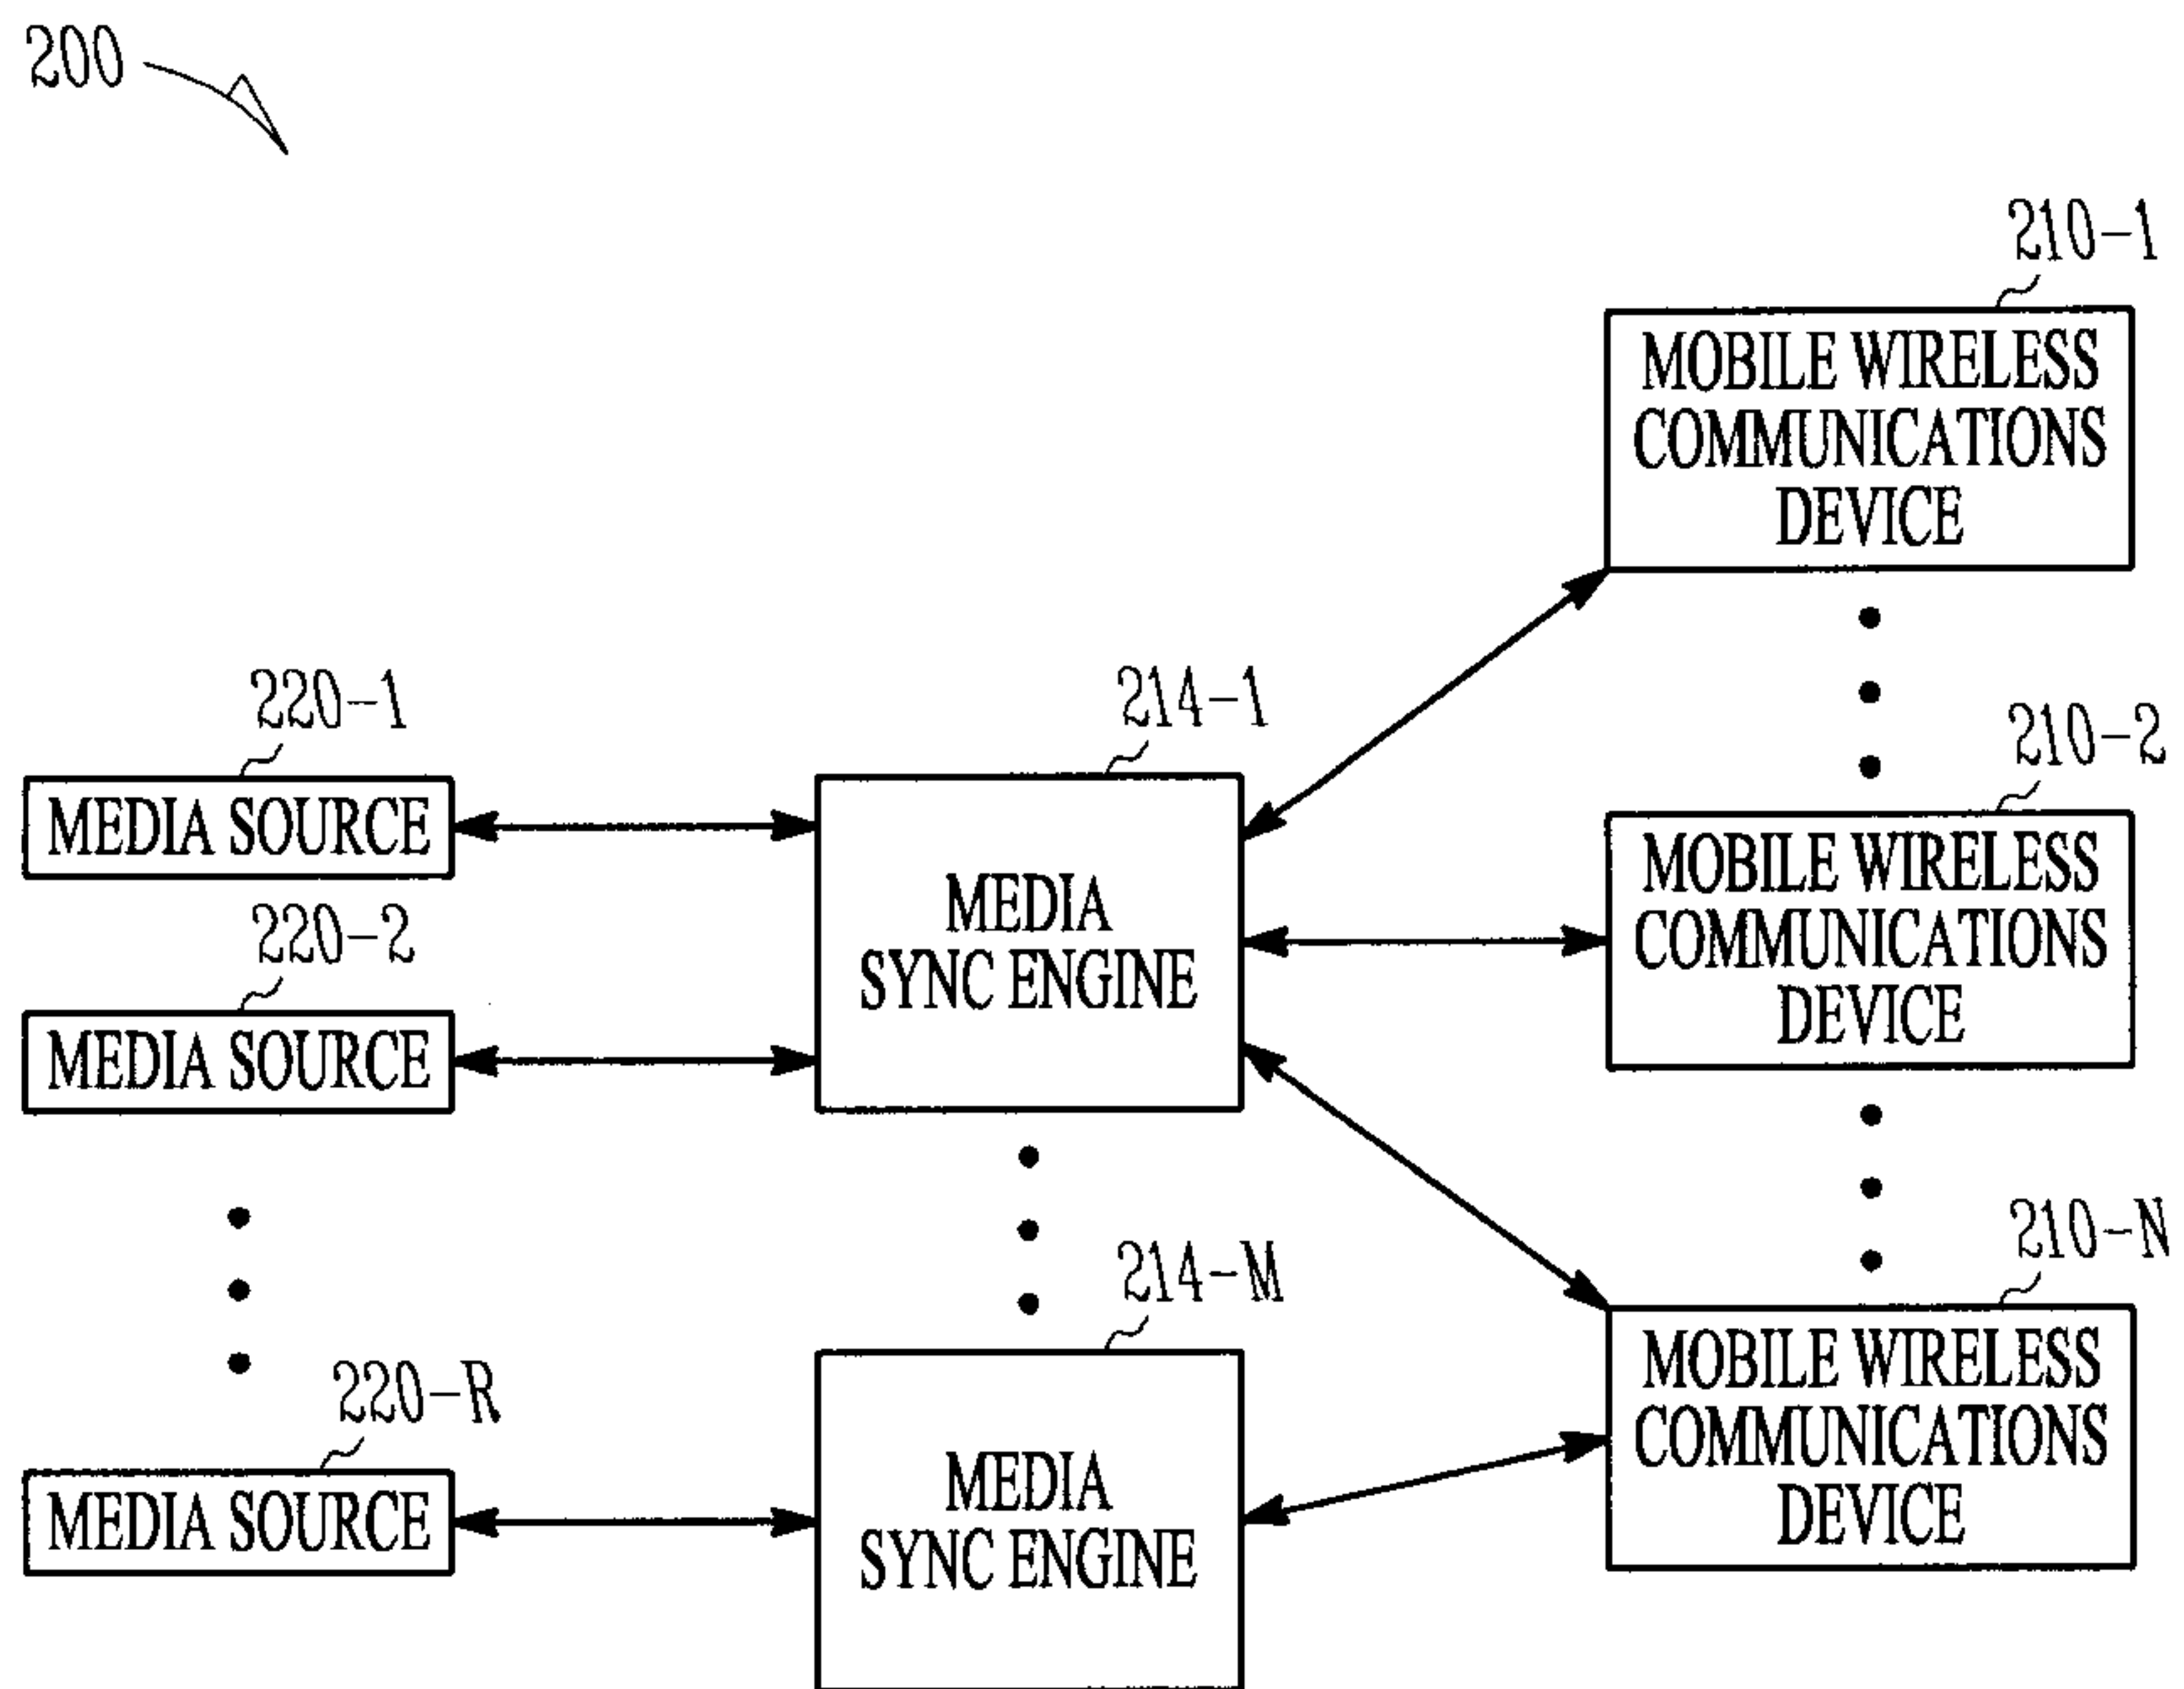 200
210-1
MOBILE WIRELESS
COMMUNICATIONS
DEVICE
220-1
MEDIA SOURCE
214-1
MEDIA
SYNC ENGINE
210-2
MOBILE WIRELESS
COMMUNICATIONS
DEVICE
220-2
MEDIA SOURCE
214-M
MEDIA
SYNC ENGINE
210-N
MOBILE WIRELESS
COMMUNICATIONS
DEVICE
220-R
MEDIA SOURCE